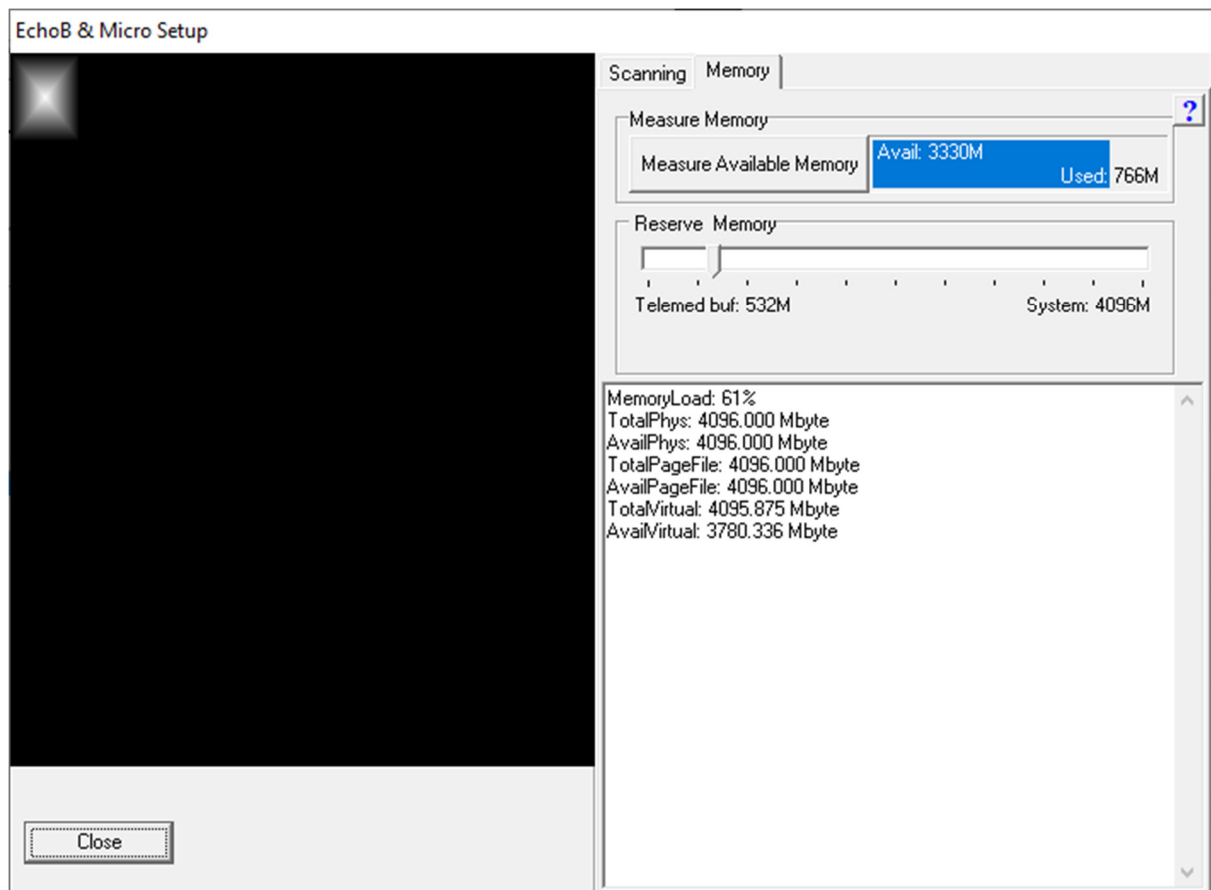 EchoB & Micro Setup
Scanning
Memory
?
Measure Memory
Measure Available Memory
Avail: 3330M
Used: 766M
Reserve Memory
Telemed buf: 532M
System: 4096M
MemoryLoad: 61%
TotalPhys: 4096.000 Mbyte
AvailPhys: 4096.000 Mbyte
TotalPageFile: 4096.000 Mbyte
AvailPageFile: 4096.000 Mbyte
TotalVirtual: 4095.875 Mbyte
AvailVirtual: 3780.336 Mbyte
Close